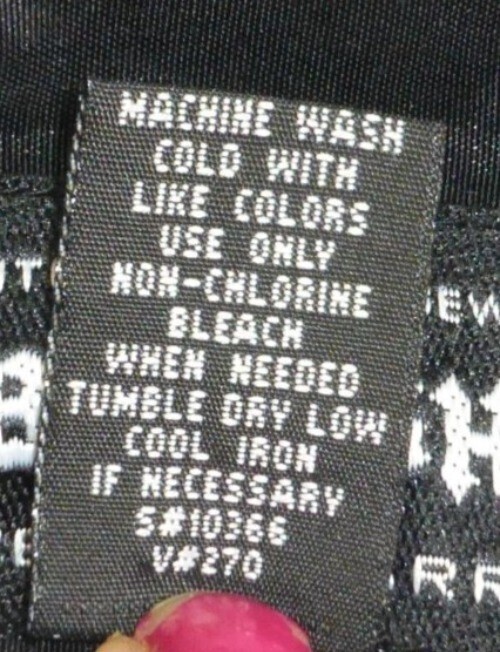 MACHINE WASH
COLD WITH
LIKE COLORS
USE ONLY
NON-CHLORINE
BLEACH
WHEN NEEDED
TUMBLE DRY LOW
COOL IRON
IF NECESSARY
S#10366
V#270